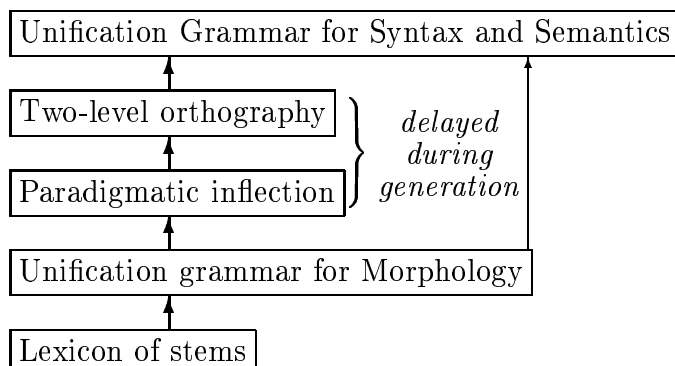 Unification Grammar for Syntax and Semantics
Two-level orthography
delayed
during
generation
Paradigmatic inflection
Unification grammar for Morphology
Lexicon of stems